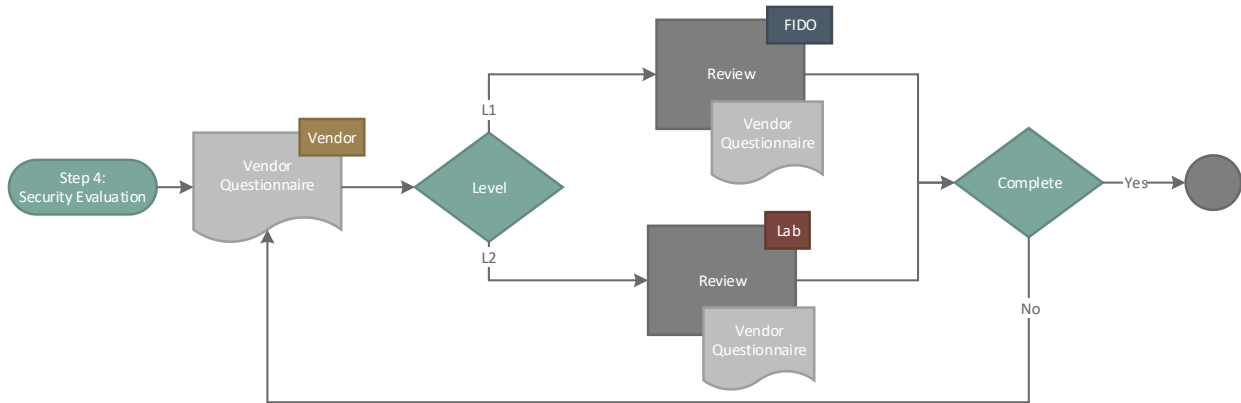 Step 4:
Security Evaluation
Vendor
Vendor
Questionnaire
Level
L1
L2
FIDO
Review
Vendor
Questionnaire
Lab
Review
Vendor
Questionnaire
Complete
Yes
No